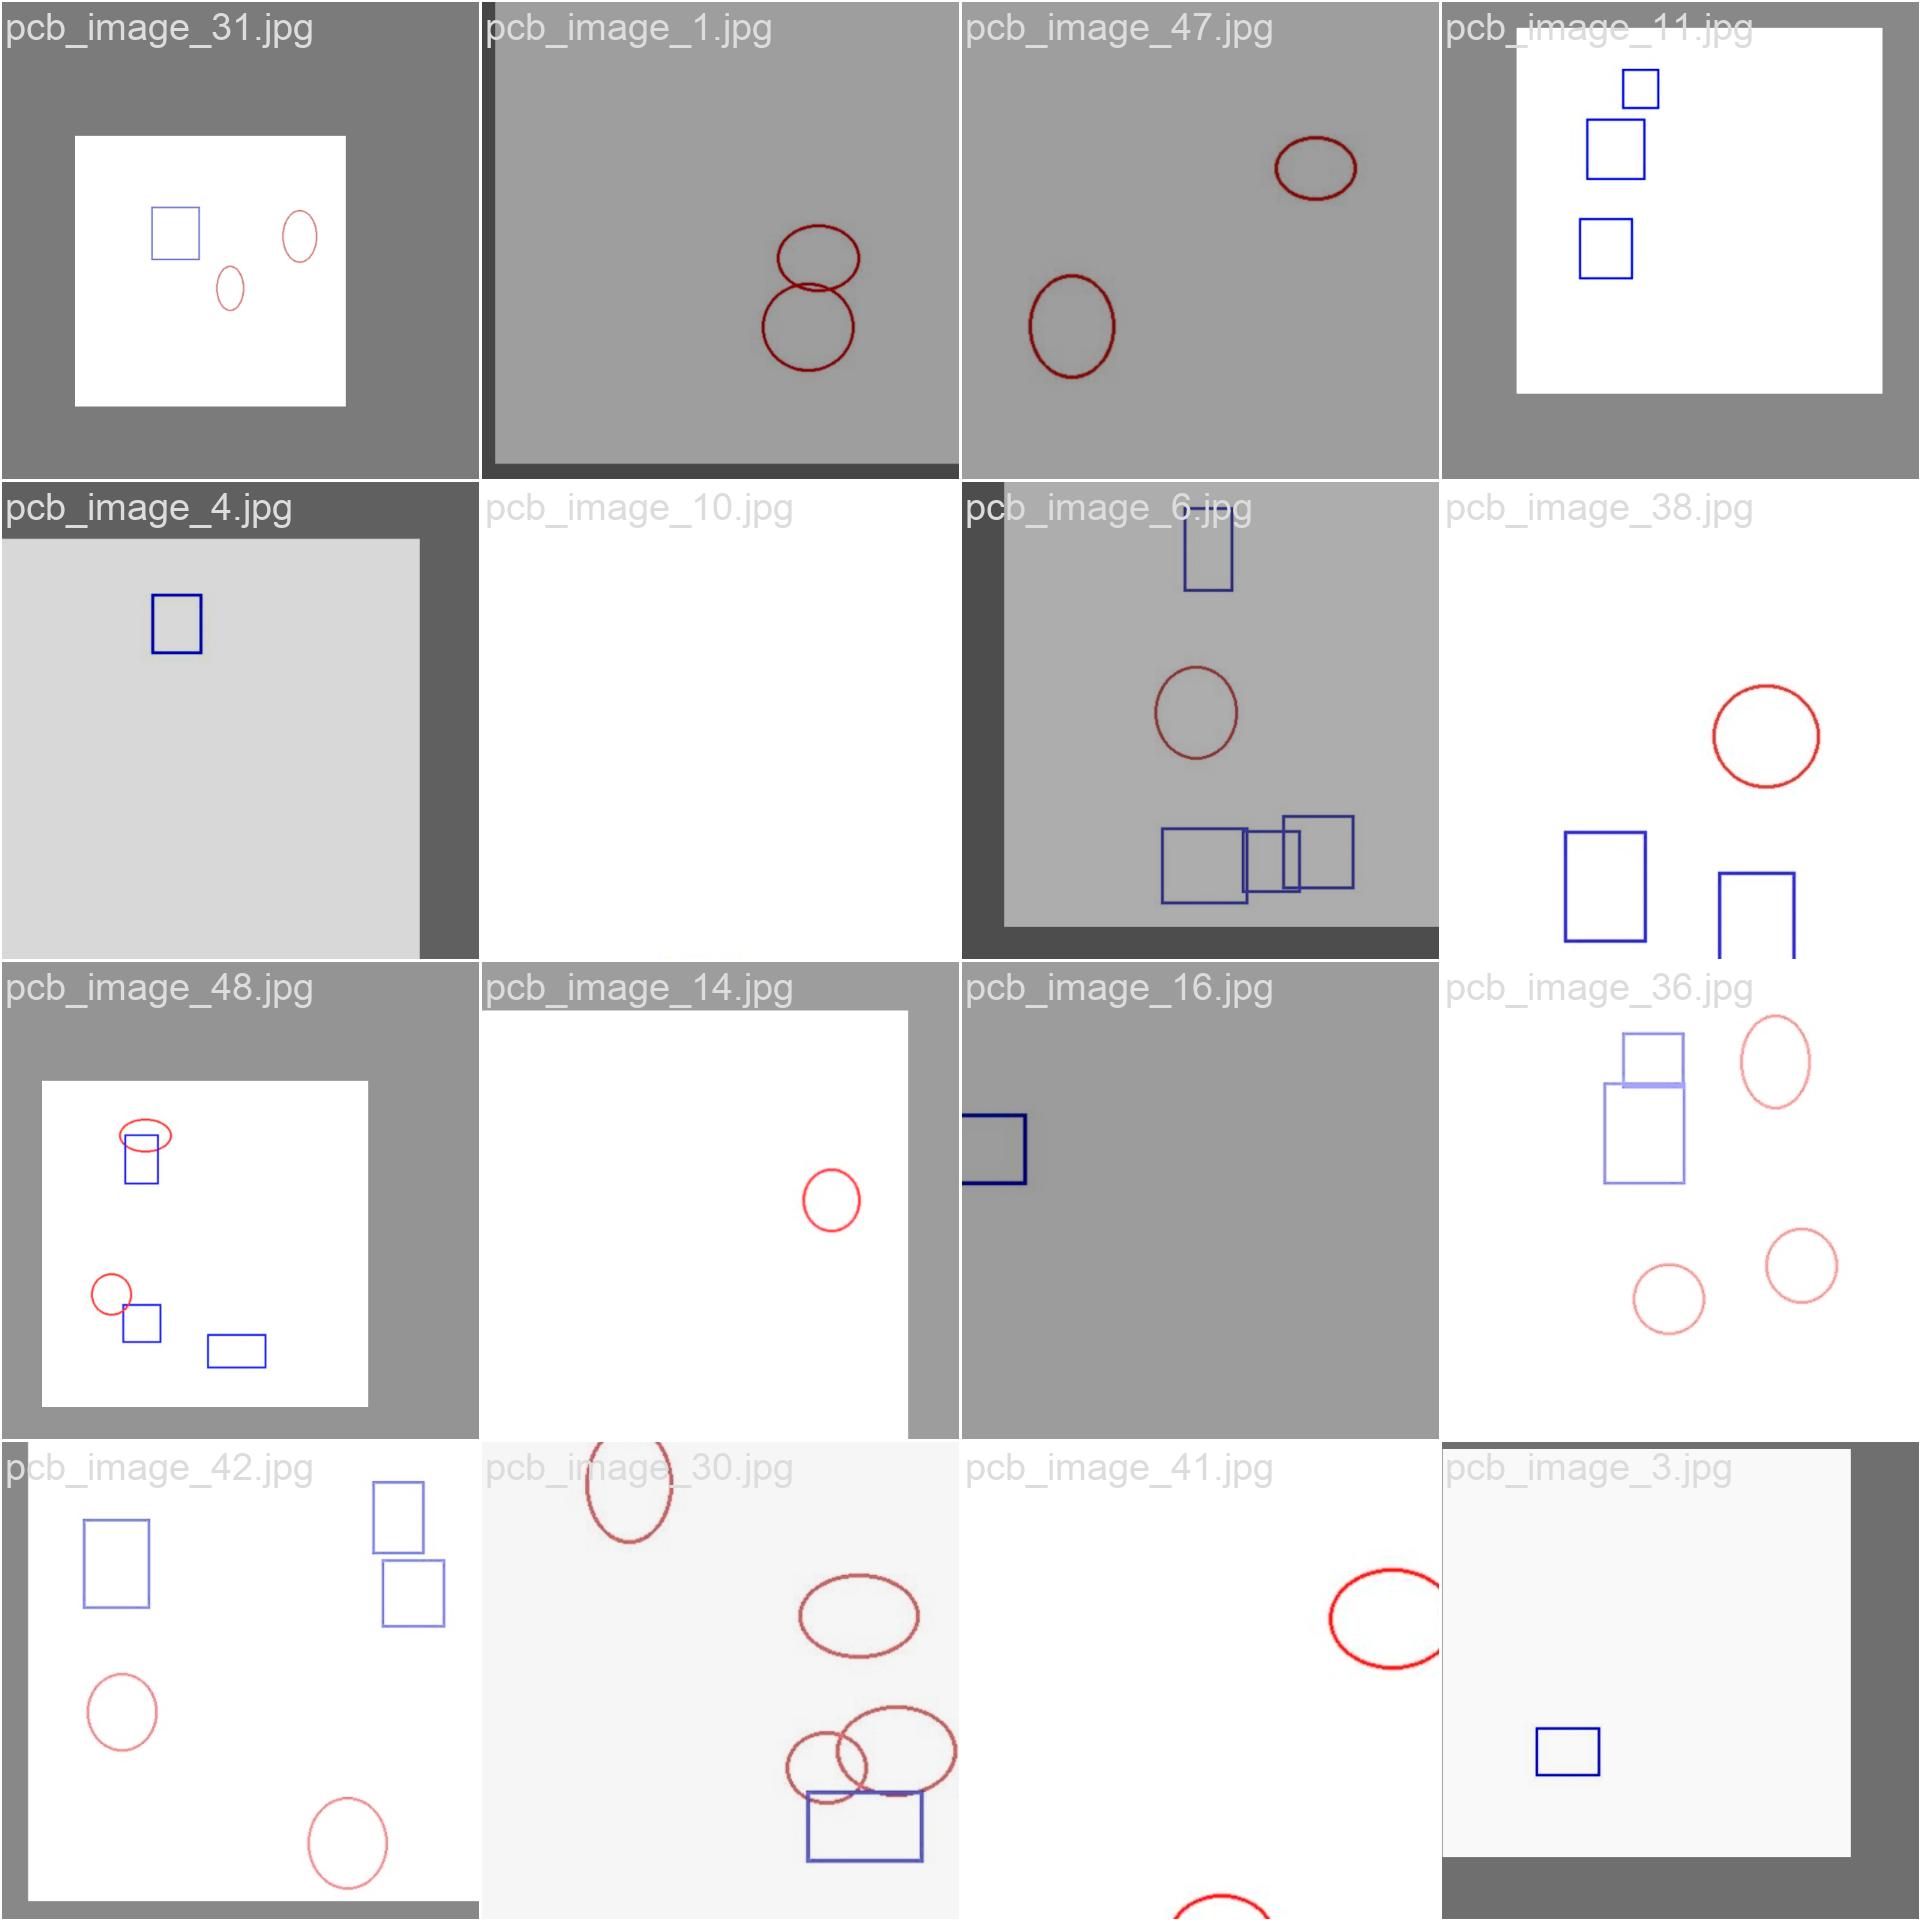 pcb_image_31.jpg
pcb_image_1.jpg
pcb_image_47.jpg
pcb_image_11.jpg
pcb_image_4.jpg
pcb_image_10.jpg
pcb_image_6.jpg
pcb_image_38.jpg
pcb_image_48.jpg
pcb_image_14.jpg
pcb_image_16.jpg
pcb_image_36.jpg
pcb_image_42.jpg
pcb_image_30.jpg
pcb_image_41.jpg
pcb_image_3.jpg